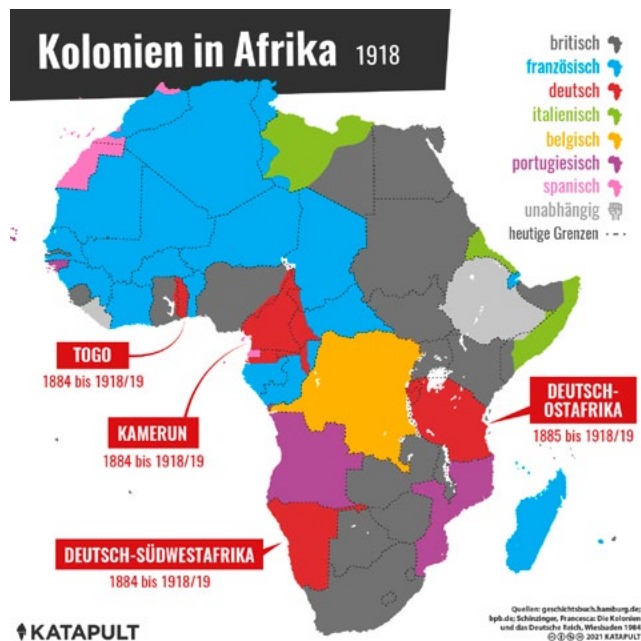 Kolonien in Afrika 1918
britisch
französisch
deutsch
italienisch
belgisch
portugiesisch
spanisch
unabhängig
heutige Grenzen
TOGO
1884 bis 1918/19
KAMERUN
1884 bis 1918/19
DEUTSCH-
OSTAFRIKA
1885 bis 1918/19
DEUTSCH-SÜDWESTAFRIKA
1884 bis 1918/19
KATAPULT
Quellen: geschichtsbuch.hamburg.de;
bpb.de; Schinzinger, Francesca: Die Kolonien
und das Deutsche Reich, Wiesbaden 1984
2021 KATAPULT